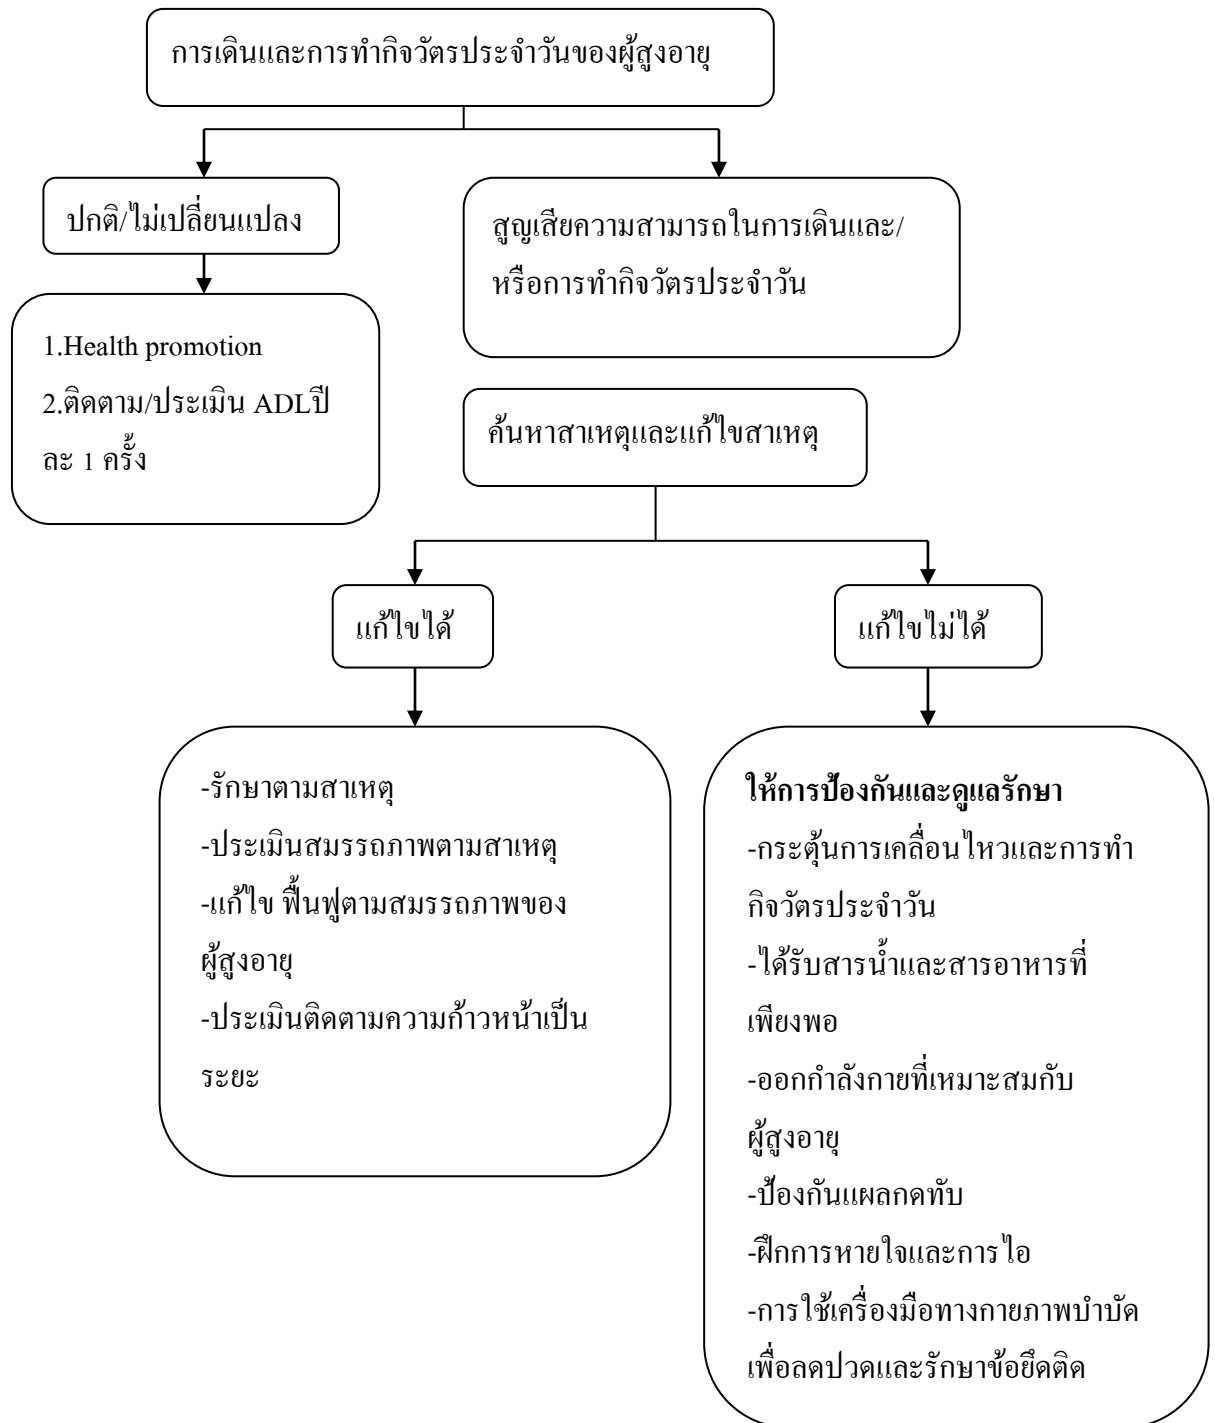 การเดินและการทำกิจวัตรประจำวันของผู้สูงอายุ
ปกติ/ไม่เปลี่ยนแปลง
สูญเสียความสามารถในการเดินและ/
หรือการทำกิจวัตรประจำวัน
1.Health promotion
2.ติดตาม/ประเมิน ADLปี
ละ 1 ครั้ง
ค้นหาสาเหตุและแก้ไขสาเหตุ
แก้ไขได้
แก้ไขไม่ได้
-รักษาตามสาเหตุ
-ประเมินสมรรถภาพตามสาเหตุ
-แก้ไข ฟื้นฟูตามสมรรถภาพของ
ผู้สูงอายุ
-ประเมินติดตามความก้าวหน้าเป็น
ระยะ
ให้การป้องกันและดูแลรักษา
-กระตุ้นการเคลื่อนไหวและการทำ
กิจวัตรประจำวัน
-ได้รับสารน้ำและสารอาหารที่
เพียงพอ
-ออกกำลังกายที่เหมาะสมกับ
ผู้สูงอายุ
-ป้องกันแผลกดทับ
-ฝึกการหายใจและการไอ
-การใช้เครื่องมือทางกายภาพบำบัด
เพื่อลดปวดและรักษาข้อยึดติด